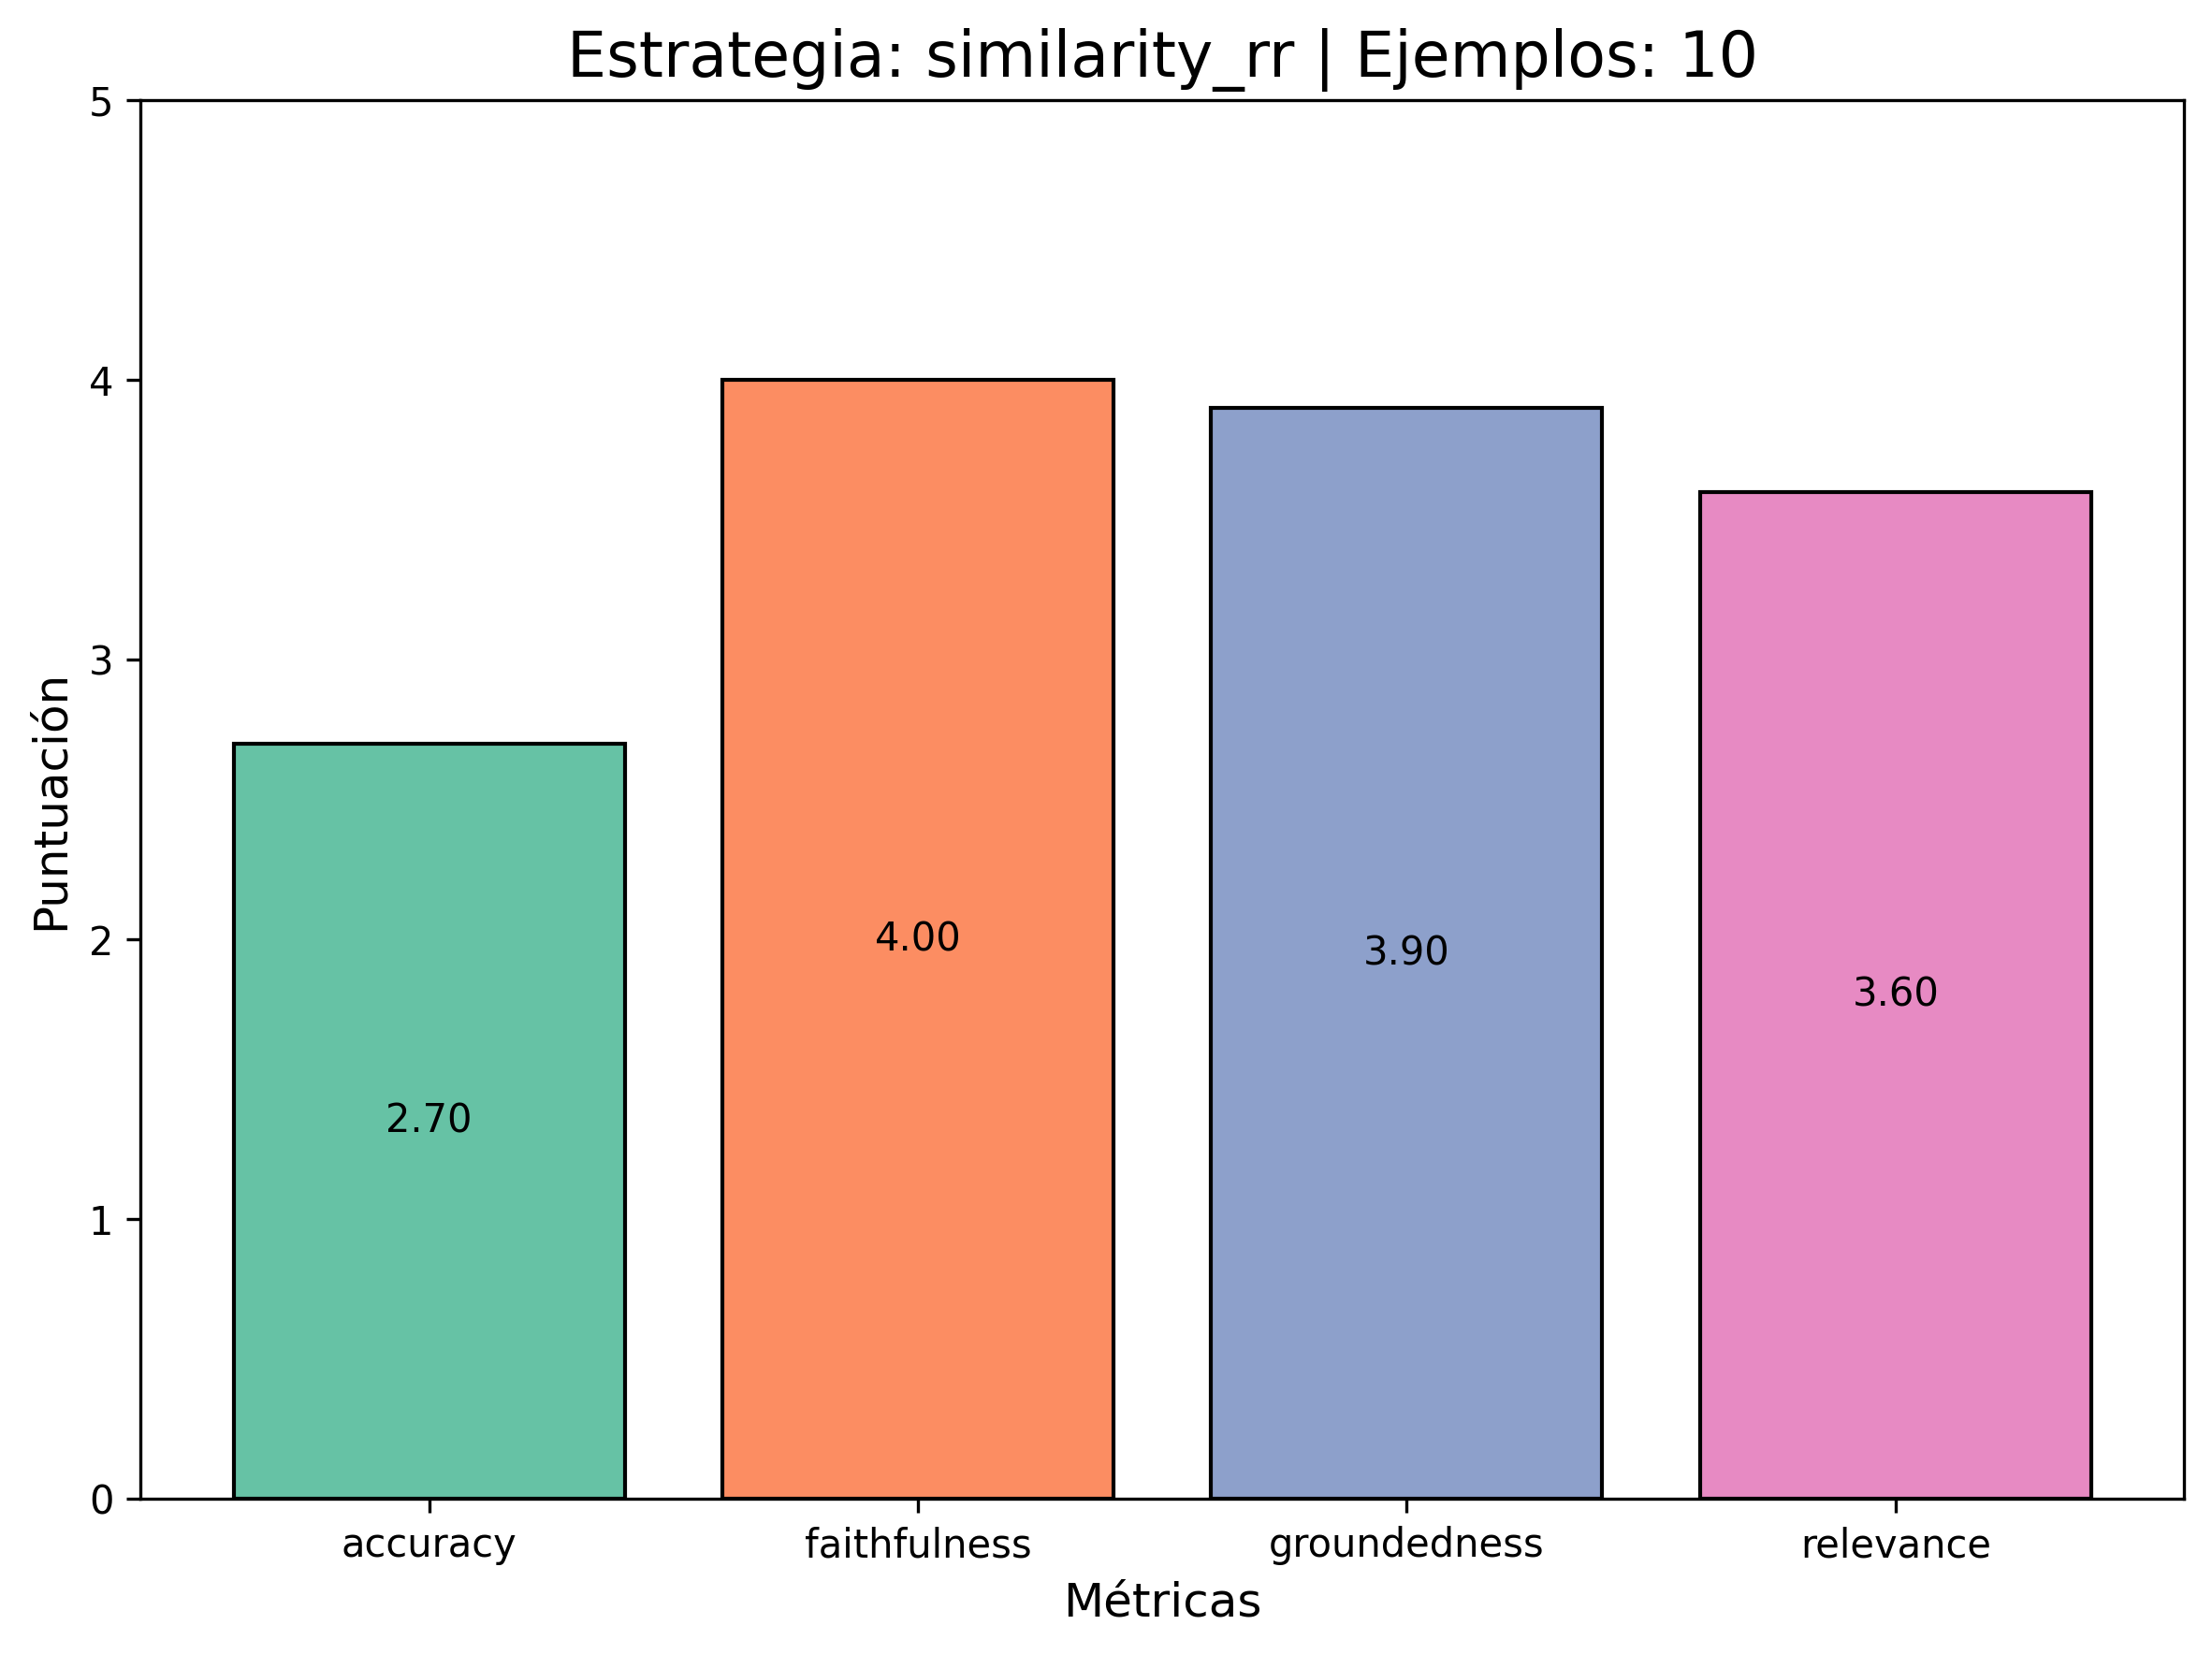 Estrategia: similarity_rr | Ejemplos: 10
Puntuación
5
4
3
2
1
0
2.70
4.00
3.90
3.60
accuracy
faithfulness
groundedness
relevance
Métricas